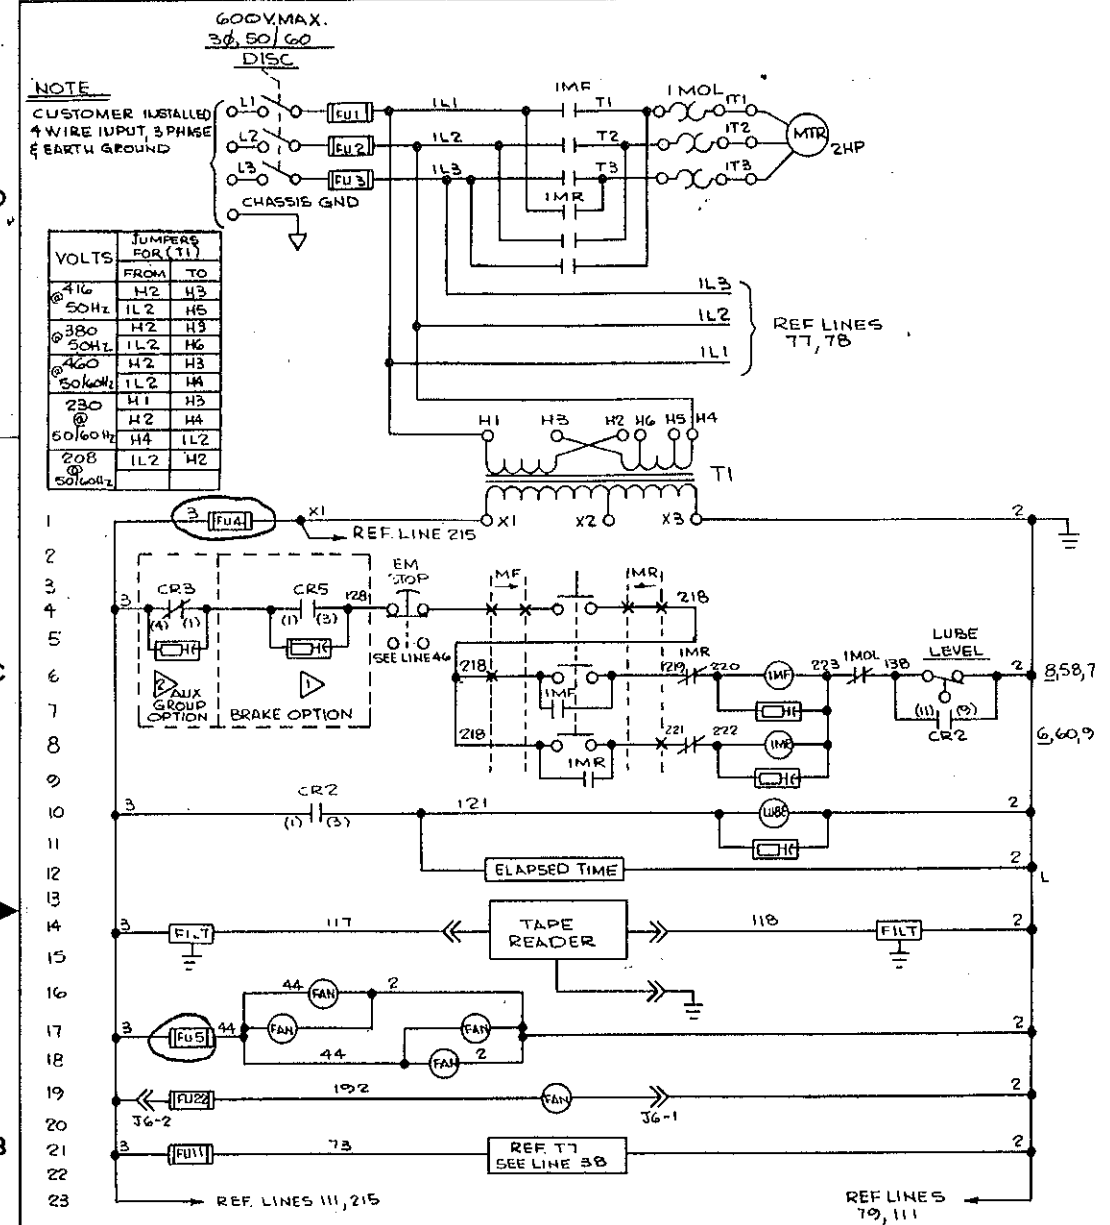 600V.MAX.
3Ø, 50/60
DISC
NOTE
CUSTOMER INSTALLED
4 WIRE INPUT, 3 PHASE
& EARTH GROUND
L1
FU1
1L1
1MF
T1
1MOL
1T1
L2
FU2
1L2
T2
1T2
MTR
2HP
L3
FU3
1L3
T3
1T3
CHASSIS GND
1MR
VOLTS
JUMPERS
FOR (T1)
FROM TO
@ 416 50HZ
H2 H3
1L2 H5
@ 380 50HZ
H2 H3
1L2 H6
@ 460 50/60HZ
H2 H3
1L2 H4
230 @ 50/60HZ
H1 H3
H2 H4
H4 1L2
208 @ 50/60HZ
1L2 H2
1L3
1L2
1L1
REF LINES
77, 78
H1 H3 H2 H6 H5 H4
T1
1 3 FU4 X1 X1 X2 X3 2
REF. LINE 215
2
EM
STOP
MF
MR
3
CR3 CR5
4 3 (4) (1) (1) (3) 128 218
5
SEE LINE 46
LUBE
LEVEL
6 218 219 1MR 220 1MF 223 1MOL 138 2 8,58,7
2
1
1MF
AUX
GROUP
OPTION
BRAKE OPTION
7
(11) (9)
CR2
8 218 221 222 1MR 6,60,9
1MR
9
CR2
10 3 (1) (3) 121 LUBE 2
11
12 ELAPSED TIME 2 L
13
14 3 FILT 117 TAPE
READER 118 FILT 2
15
16 44 FAN 2
17 3 FU5 44 FAN FAN 2
18 44 FAN 2
19 FU22 192 FAN 2
J6-2 J6-1
20
21 3 FU11 73 REF. T7
SEE LINE 38 2
22
23 REF. LINES 111, 215
REF LINES
79, 111
C
B